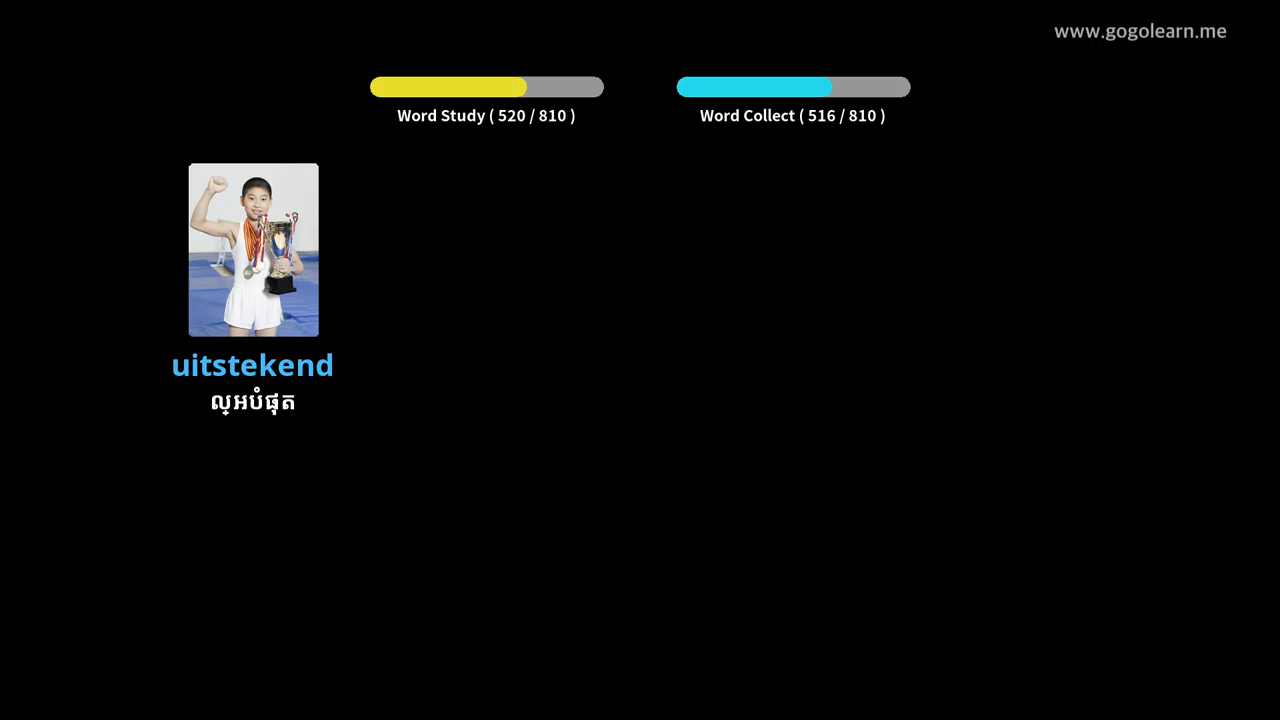 www.gogolearn.me
Word Study ( 520 / 810 )
Word Collect ( 516 / 810 )
uitstekend
ល្អបំផុត